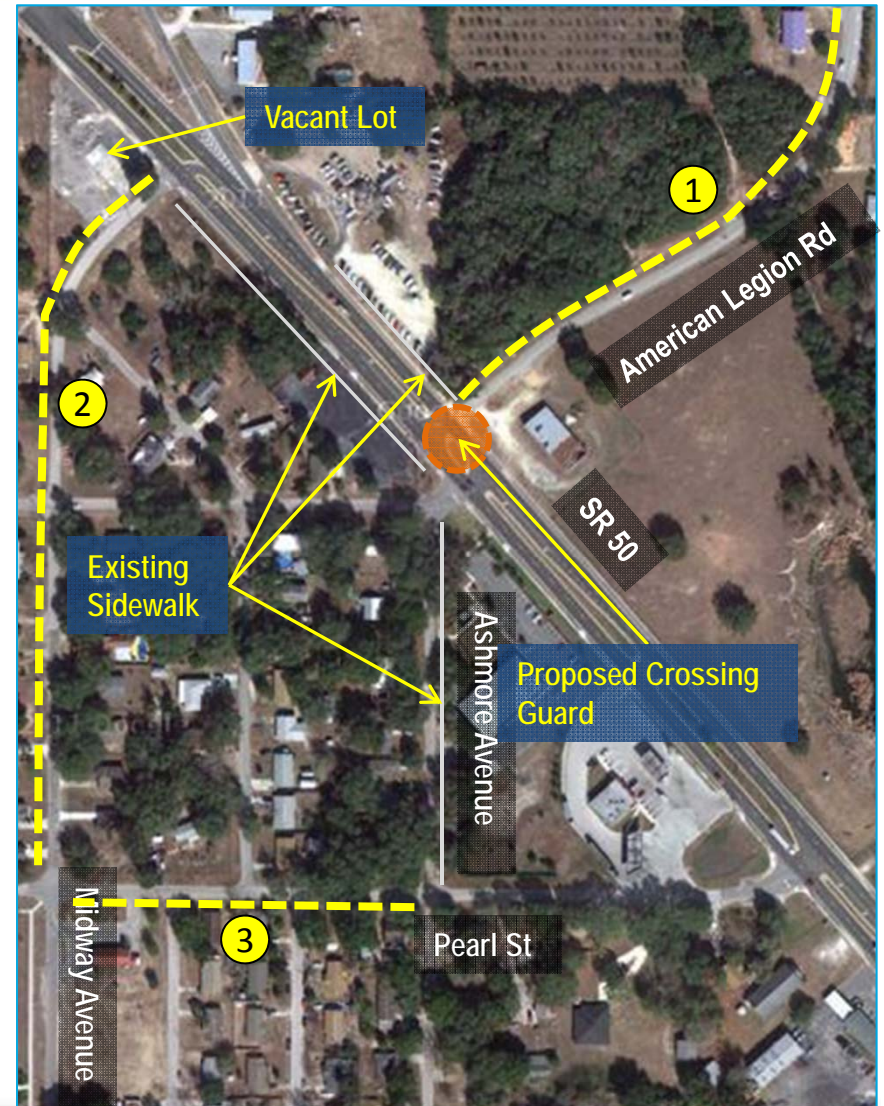 Vacant Lot
1
American Legion Rd
2
SR 50
Existing
Sidewalk
Ashmore Avenue
Proposed Crossing
Guard
Midway Avenue
3
Pearl St